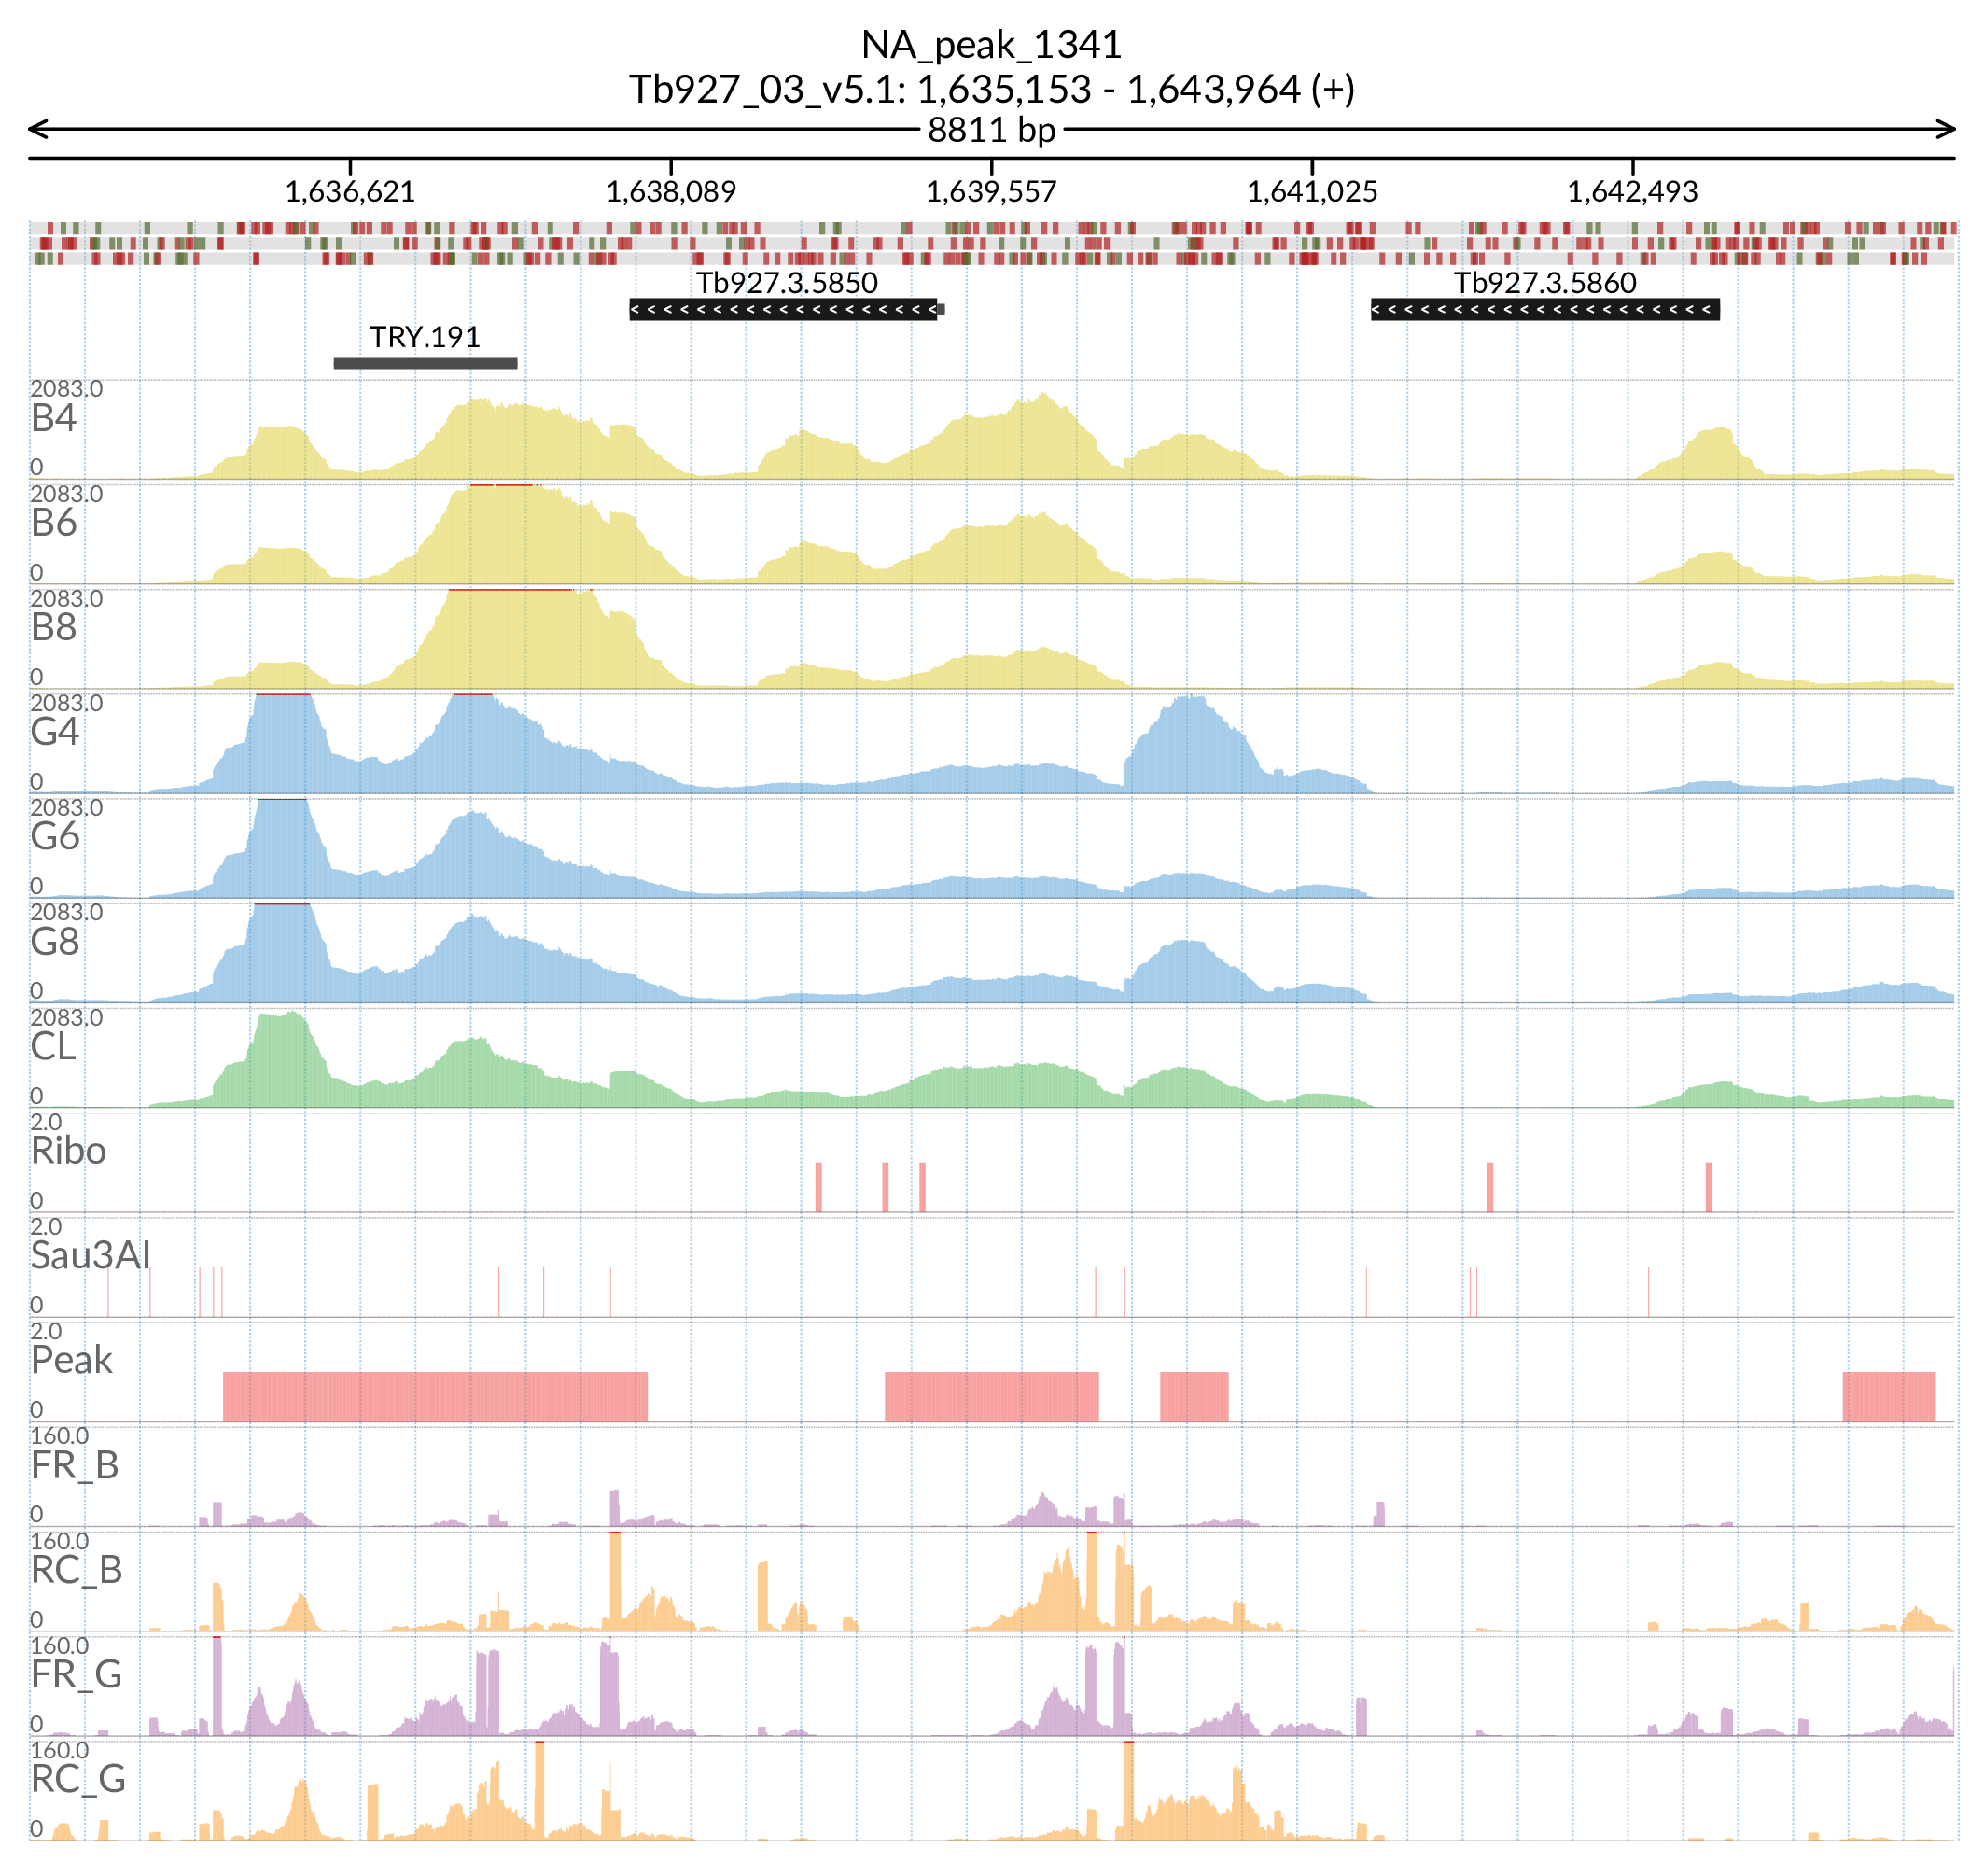 NA_peak_1341
Tb927_03_v5.1: 1,635,153 - 1,643,964 (+)
8811 bp
1,636,621 1,638,089 1,639,557 1,641,025 1,642,493
Tb927.3.5850 Tb927.3.5860
TRY.191
2083.0
B4
0
2083.0
B6
0
2083.0
B8
0
2083.0
G4
0
2083.0
G6
0
2083.0
G8
0
2083.0
CL
0
2.0
Ribo
0
2.0
Sau3AI
0
2.0
Peak
0
160.0
FR_B
0
160.0
RC_B
0
160.0
FR_G
0
160.0
RC_G
0